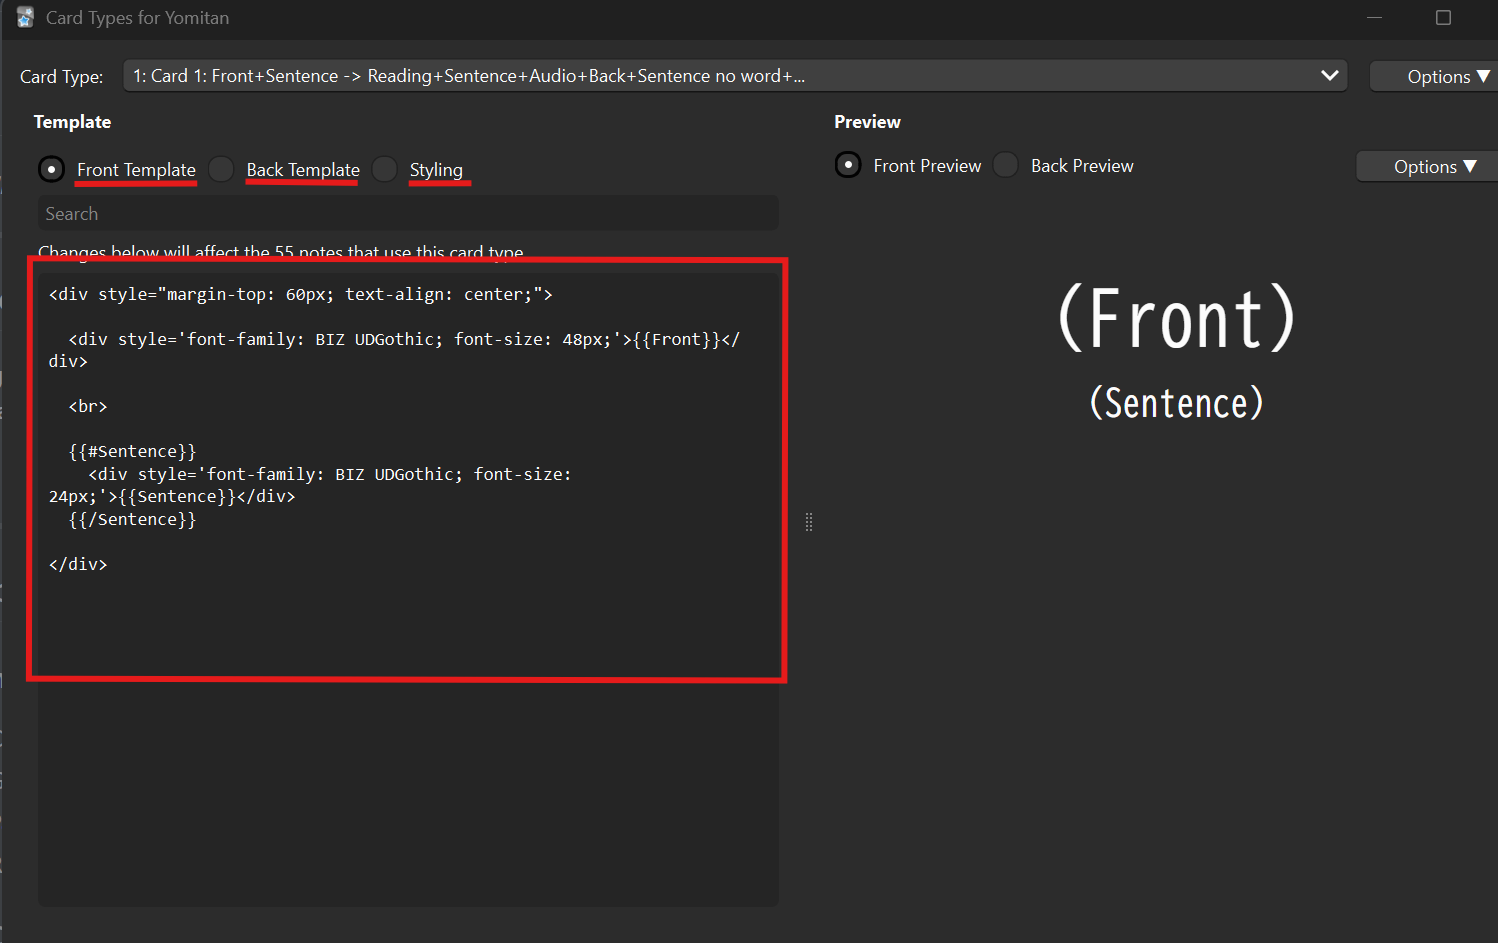 Card Types for Yomitan
Card Type:
1: Card 1: Front+Sentence -> Reading+Sentence+Audio+Back+Sentence no word+...
Options ▼
Template
Preview
Front Template
Back Template
Styling
Front Preview
Back Preview
Options ▼
Search
Changes below will affect the 55 notes that use this card type.
<div style="margin-top: 60px; text-align: center;">
<div style='font-family: BIZ UDGothic; font-size: 48px;'>{{Front}}</
div>
<br>
{{#Sentence}}
<div style='font-family: BIZ UDGothic; font-size:
24px;'>{{Sentence}}</div>
{{/Sentence}}
</div>
(Front)
(Sentence)